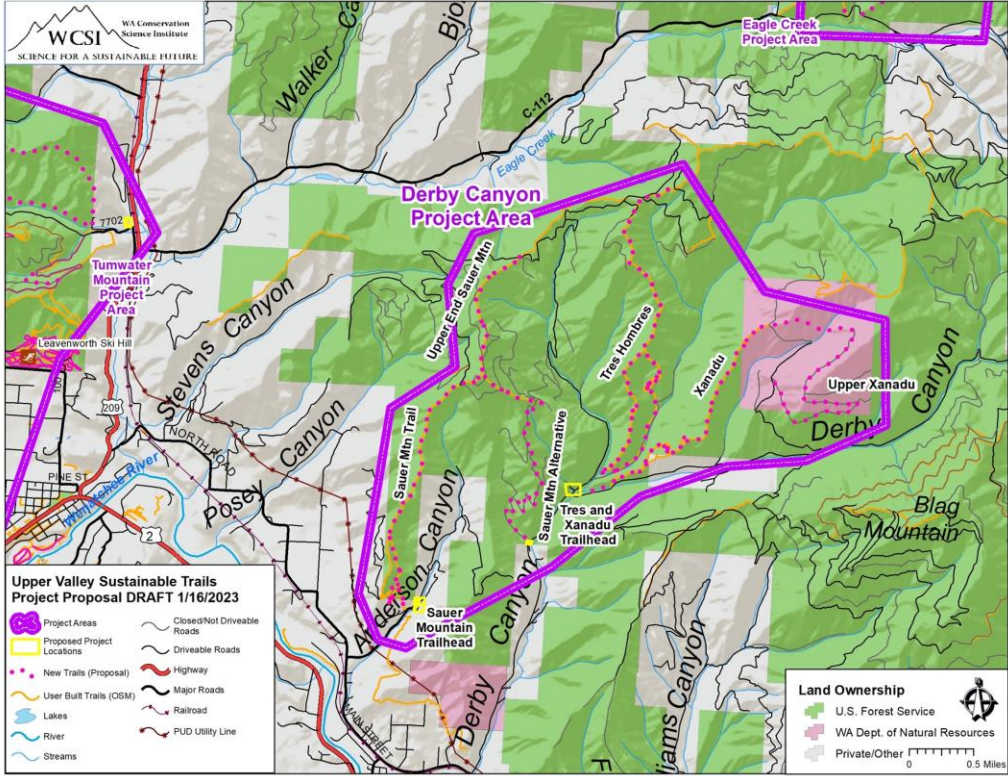 WCSI
WA Conservation
Science Institute
SCIENCE FOR A SUSTAINABLE FUTURE
Walker
Bjo
Eagle Creek
Project Area
C-112
Eagle Creek
Derby Canyon
Project Area
7702
Tumwater
Mountain
Project
Area
Leavenworth Ski Hill
209
Stevens Canyon
NORTH ROAD
PINE ST
Wenatchee River
2
Posey Canyon
Upper End Sauer Mtn
Sauer Mtn Trail
Sauer Mtn Alternative
Tres Hombres
Xanadu
Upper Xanadu
Derby Canyon
Tres and
Xanadu
Trailhead
Blag
Mountain
Anderson Canyon
Sauer
Mountain
Trailhead
Derby Canyon
MAIN STREET
lliams Canyon
F
Upper Valley Sustainable Trails
Project Proposal DRAFT 1/16/2023
Project Areas
Proposed Project
Locations
New Trails (Proposal)
User Built Trails (OSM)
Lakes
River
Streams
Closed/Not Driveable
Roads
Driveable Roads
Highway
Major Roads
Railroad
PUD Utility Line
Land Ownership
U.S. Forest Service
WA Dept. of Natural Resources
Private/Other
0.5 Miles